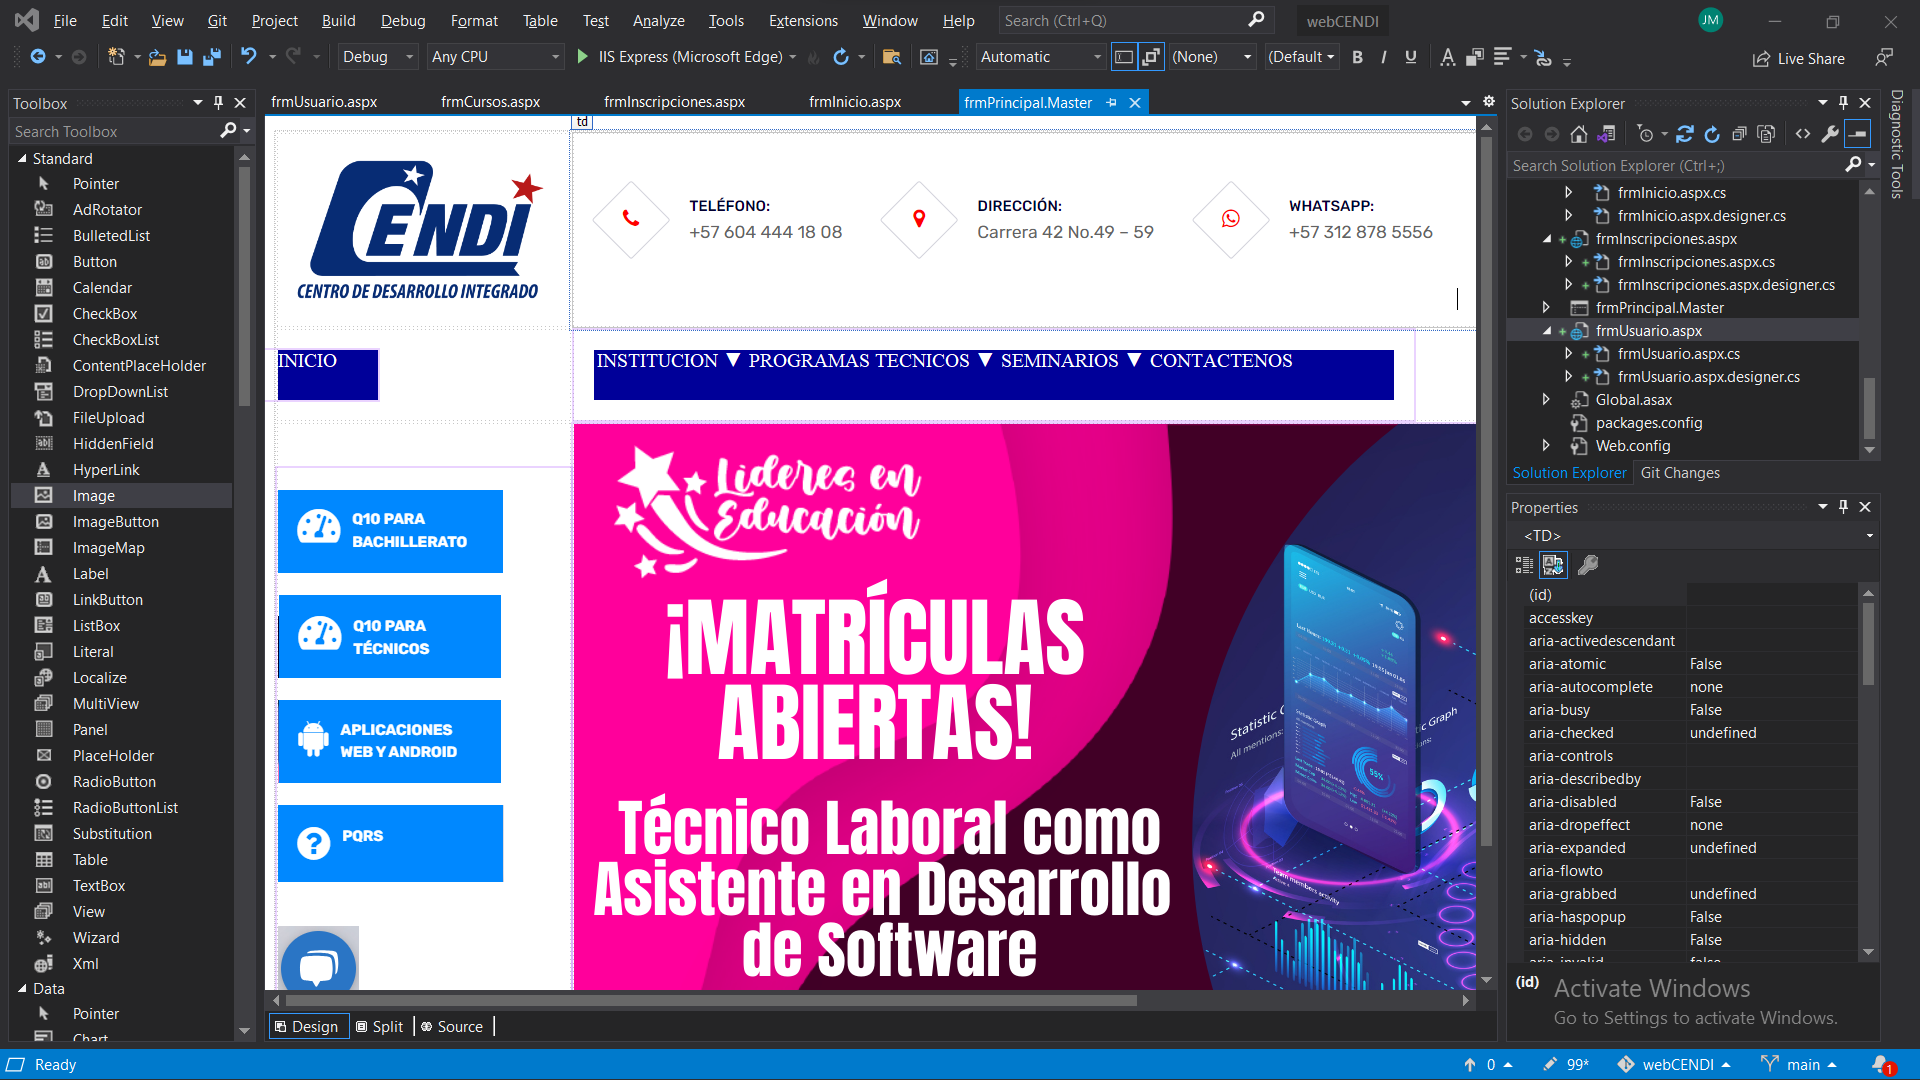 File Edit View Git Project Build Debug Format Table Test Analyze Tools Extensions Window Help Search (Ctrl+Q) webCENDI JM
Debug Any CPU IIS Express (Microsoft Edge) Automatic (None) (Default B I U A Live Share
Toolbox
Search Toolbox
Standard
Pointer
AdRotator
BulletedList
Button
Calendar
CheckBox
CheckBoxList
ContentPlaceHolder
DropDownList
FileUpload
HiddenField
HyperLink
Image
ImageButton
ImageMap
Label
LinkButton
ListBox
Literal
Localize
MultiView
Panel
PlaceHolder
RadioButton
RadioButtonList
Substitution
Table
TextBox
View
Wizard
Xml
Data
Pointer
Chart
frmUsuario.aspx frmCursos.aspx frmInscripciones.aspx frmInicio.aspx frmPrincipal.Master
td
CENDI
CENTRO DE DESARROLLO INTEGRADO
TELÉFONO:
+57 604 444 18 08
DIRECCIÓN:
Carrera 42 No.49 – 59
WHATSAPP:
+57 312 878 5556
INICIO
INSTITUCION ▼ PROGRAMAS TECNICOS ▼ SEMINARIOS ▼ CONTACTENOS
Q10 PARA
BACHILLERATO
Q10 PARA
TÉCNICOS
APLICACIONES
WEB Y ANDROID
PQRS
Lideres en
Educación
¡MATRÍCULAS
ABIERTAS!
Técnico Laboral como
Asistente en Desarrollo
de Software
Statistic G
All mentions:
tic Graph
55%
Team members
activity
Design Split Source
Solution Explorer
Search Solution Explorer (Ctrl+;)
frmInicio.aspx.cs
frmInicio.aspx.designer.cs
frmInscripciones.aspx
frmInscripciones.aspx.cs
frmInscripciones.aspx.designer.cs
frmPrincipal.Master
frmUsuario.aspx
frmUsuario.aspx.cs
frmUsuario.aspx.designer.cs
Global.asax
packages.config
Web.config
Solution Explorer Git Changes
Properties
<TD>
(id)
accesskey
aria-activedescendant
aria-atomic False
aria-autocomplete none
aria-busy False
aria-checked undefined
aria-controls
aria-describedby
aria-disabled False
aria-dropeffect none
aria-expanded undefined
aria-flowto
aria-grabbed undefined
aria-haspopup False
aria-hidden False
aria-invalid false
(id)
Activate Windows
Go to Settings to activate Windows.
Diagnostic Tools
Ready 0 99* webCENDI main 1